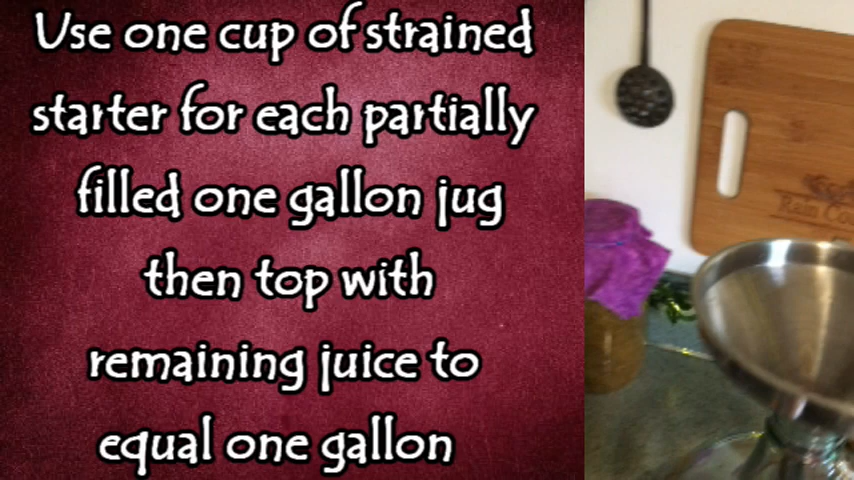 Use one cup of strained
starter for each partially
filled one gallon jug
then top with
remaining juice to
equal one gallon